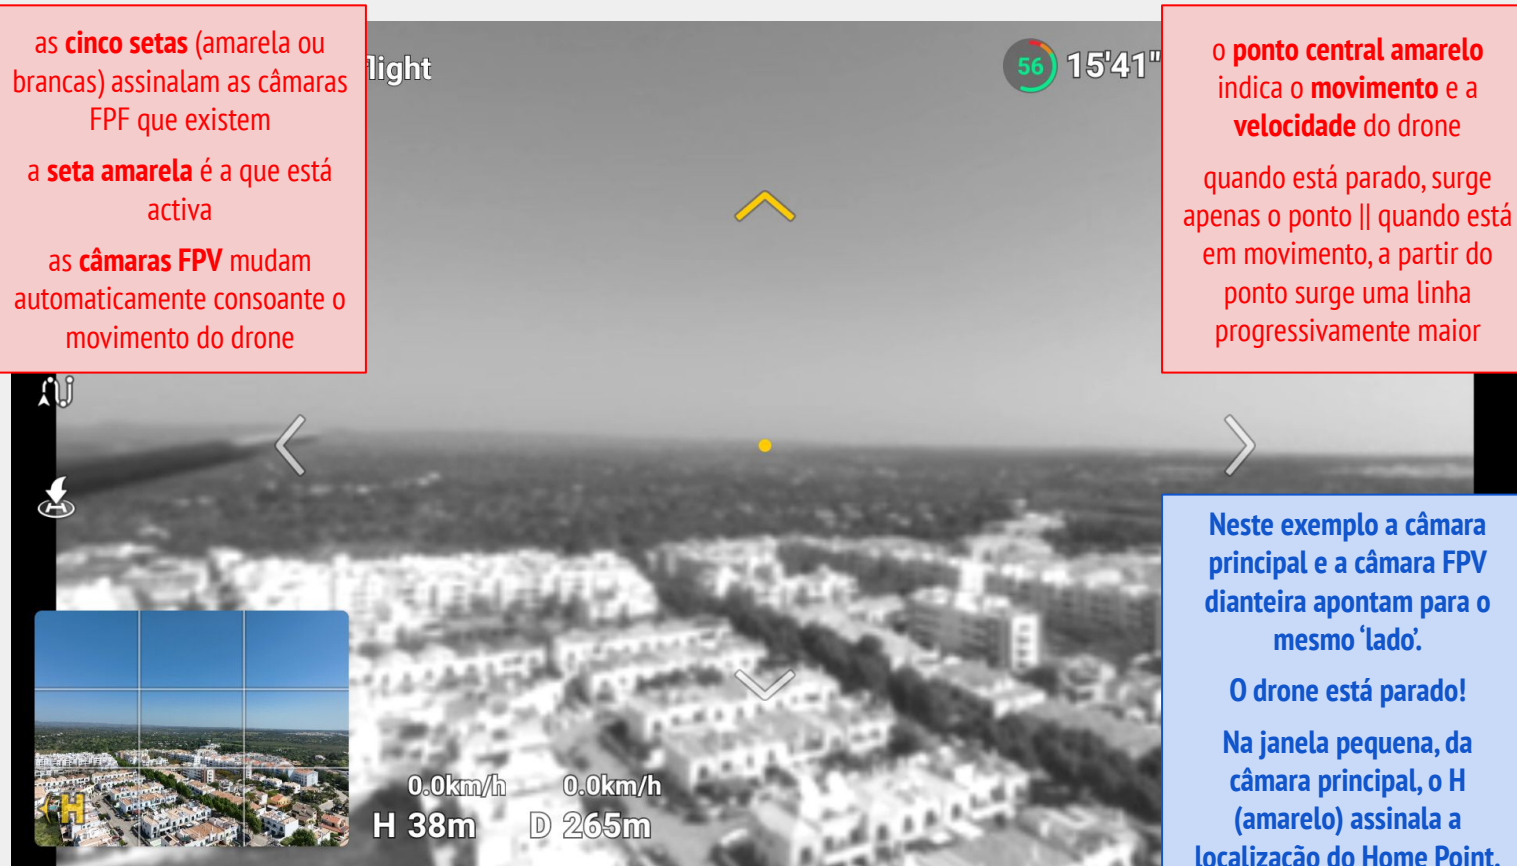 as cinco setas (amarela ou
brancas) assinalam as câmaras
FPF que existem
a seta amarela é a que está
activa
as câmaras FPV mudam
automaticamente consoante o
movimento do drone
light
56 15'41"
o ponto central amarelo
indica o movimento e a
velocidade do drone
quando está parado, surge
apenas o ponto || quando está
em movimento, a partir do
ponto surge uma linha
progressivamente maior
Neste exemplo a câmara
principal e a câmara FPV
dianteira apontam para o
mesmo ‘lado’.
O drone está parado!
Na janela pequena, da
câmara principal, o H
(amarelo) assinala a
localização do Home Point.
H
0.0km/h 0.0km/h
H 38m D 265m